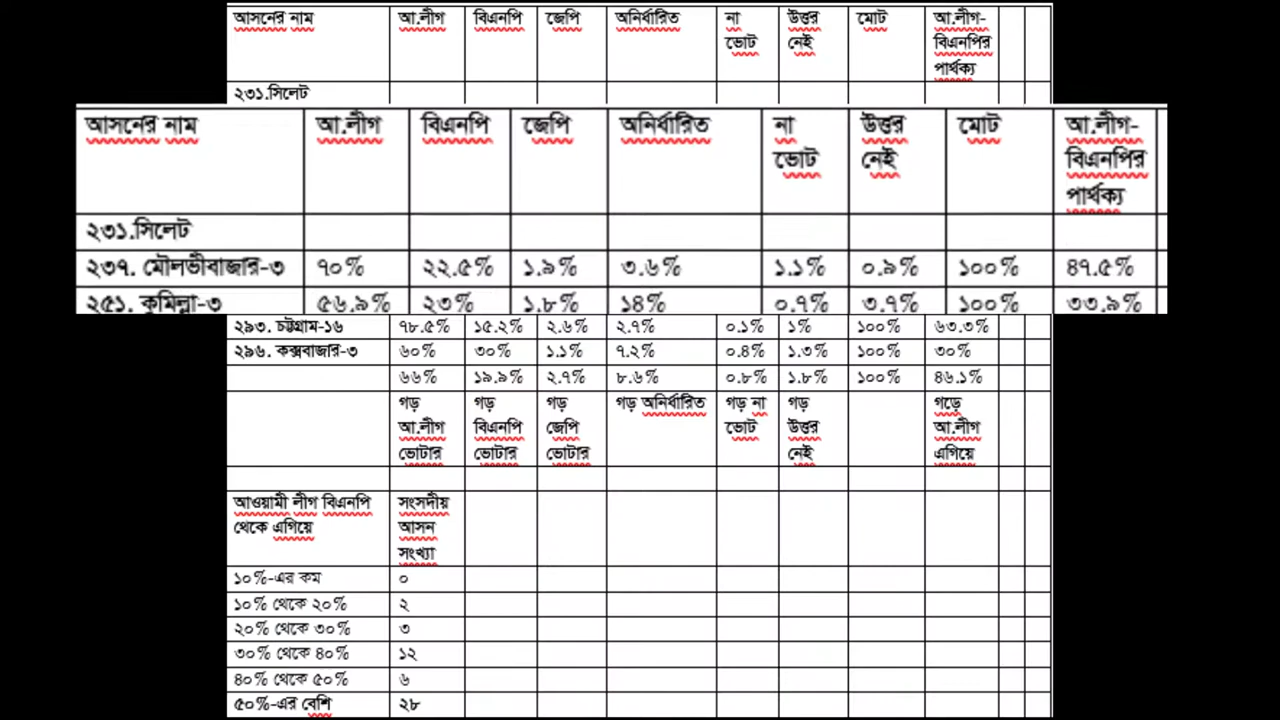 আসনের নাম আ.লীগ বিএনপি জেপি অনির্ধারিত না ভোট উত্তর নেই মোট আ.লীগ-বিএনপির পার্থক্য
২৩১.সিলেট
আসনের নাম আ.লীগ বিএনপি জেপি অনির্ধারিত না ভোট উত্তর নেই মোট আ.লীগ-বিএনপির পার্থক্য
২৩১.সিলেট
২৩৭. মৌলভীবাজার-৩ ৭০% ২২.৫% ১.৯% ৩.৬% ১.১% ০.৯% ১০০% ৪৭.৫%
২৫১. কুমিল্লা-৩ ৫৬.৯% ২৩% ১.৮% ১৪% ০.৭% ৩.৭% ১০০% ৩৩.৯%
২৯৩. চট্টগ্রাম-১৬ ৭৮.৫% ১৫.২% ২.৬% ২.৭% ০.১% ১% ১০০% ৬৩.৩%
২৯৬. কক্সবাজার-৩ ৬০% ৩০% ১.১% ৭.২% ০.৪% ১.৩% ১০০% ৩০%
৬৬% ১৯.৯% ২.৭% ৮.৬% ০.৮% ১.৮% ১০০% ৪৬.১%
গড় আ.লীগ ভোটার গড় বিএনপি ভোটার গড় জেপি ভোটার গড় অনির্ধারিত গড় না ভোট গড় উত্তর নেই গড়ে আ.লীগ এগিয়ে
আওয়ামী লীগ বিএনপি থেকে এগিয়ে সংসদীয় আসন সংখ্যা
১০%-এর কম ০
১০% থেকে ২০% ২
২০% থেকে ৩০% ৩
৩০% থেকে ৪০% ১২
৪০% থেকে ৫০% ৬
৫০%-এর বেশি ২৮